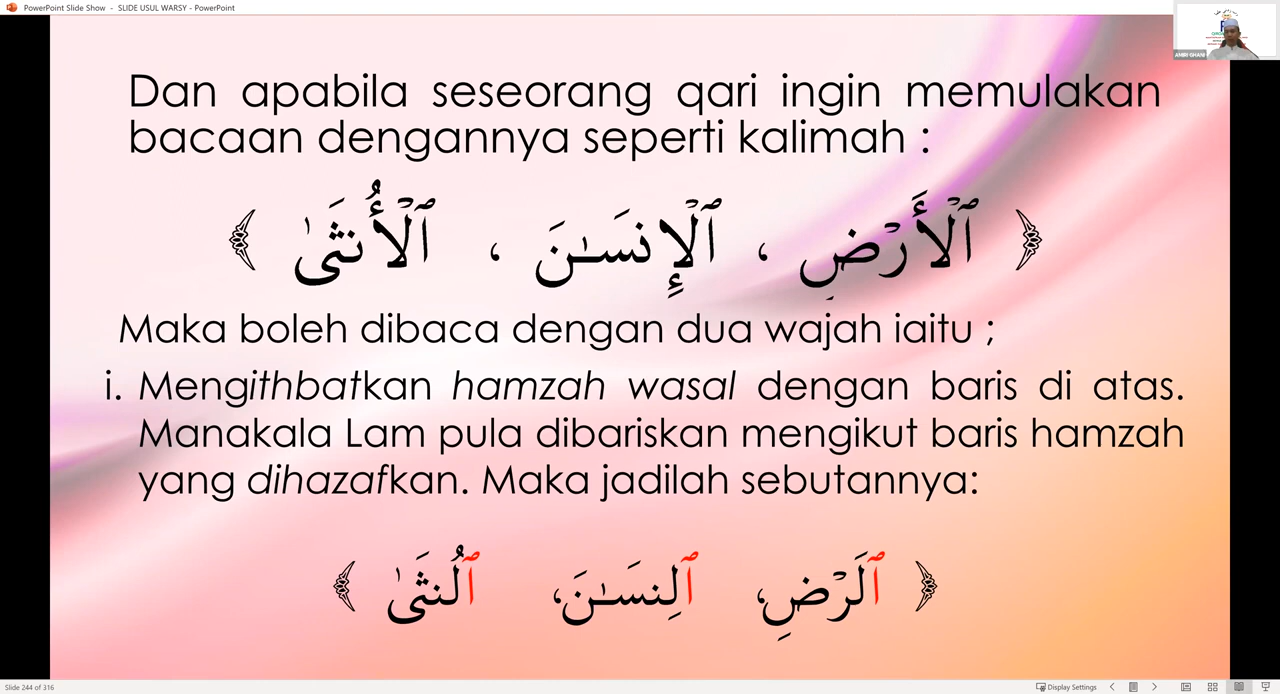 PowerPoint Slide Show - SLIDE USUL WARSY - PowerPoint
AMIRI GHANI
Dan apabila seseorang qari ingin memulakan
bacaan dengannya seperti kalimah :
﴿ ٱلۡأَرۡضِ ، ٱلۡإِنسَـٰنَ ، ٱلۡأُنثَىٰ ﴾
Maka boleh dibaca dengan dua wajah iaitu ;
i. Mengithbatkan hamzah wasal dengan baris di atas.
Manakala Lam pula dibariskan mengikut baris hamzah
yang dihazafkan. Maka jadilah sebutannya:
﴿ ٱلَرۡضِ، ٱلِنسَـٰنَ، ٱلُنثَىٰ ﴾
Slide 244 of 316
Display Settings